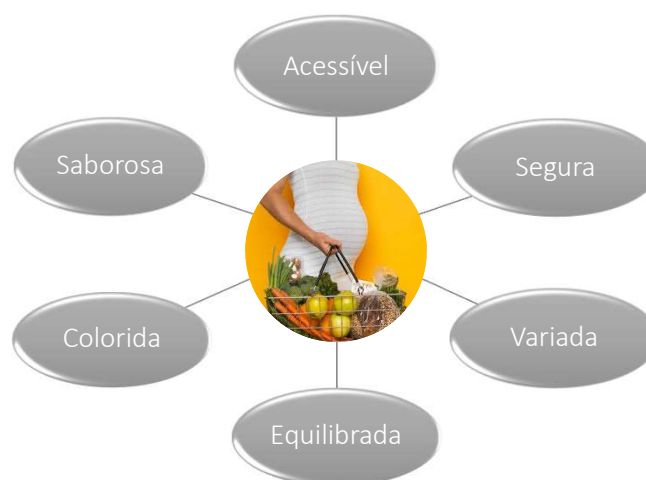 Acessível
Saborosa
Segura
Colorida
Variada
Equilibrada